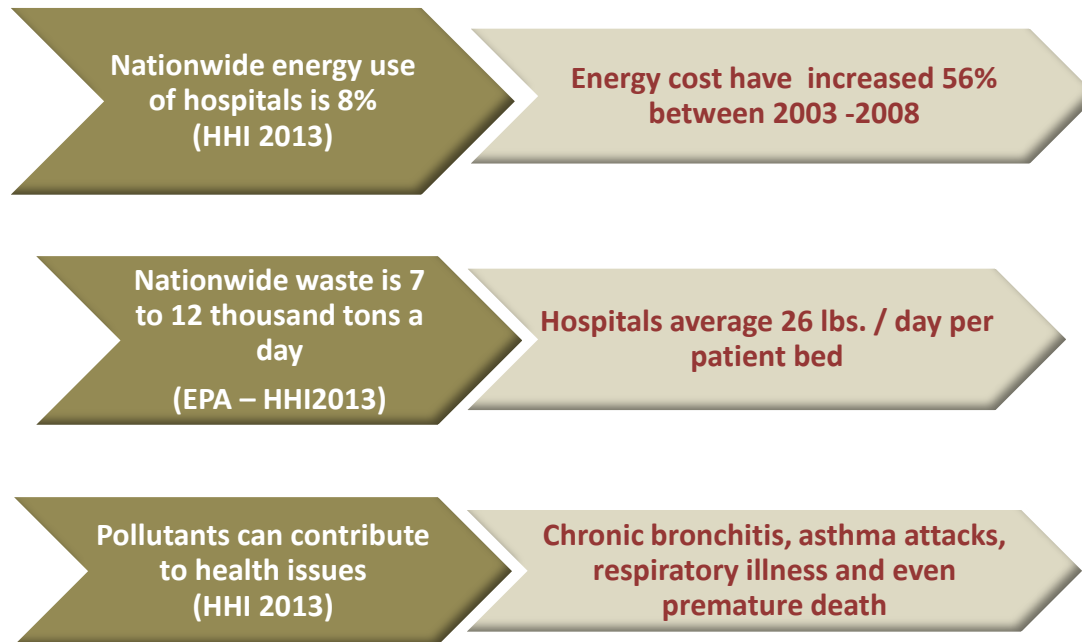 Nationwide energy use
of hospitals is 8%
(HHI 2013)
Energy cost have  increased 56%
between 2003 -2008
Nationwide waste is 7
to 12 thousand tons a
day
(EPA – HHI2013)
Hospitals average 26 lbs. / day per
patient bed
Pollutants can contribute
to health issues
(HHI 2013)
Chronic bronchitis, asthma attacks,
respiratory illness and even
premature death